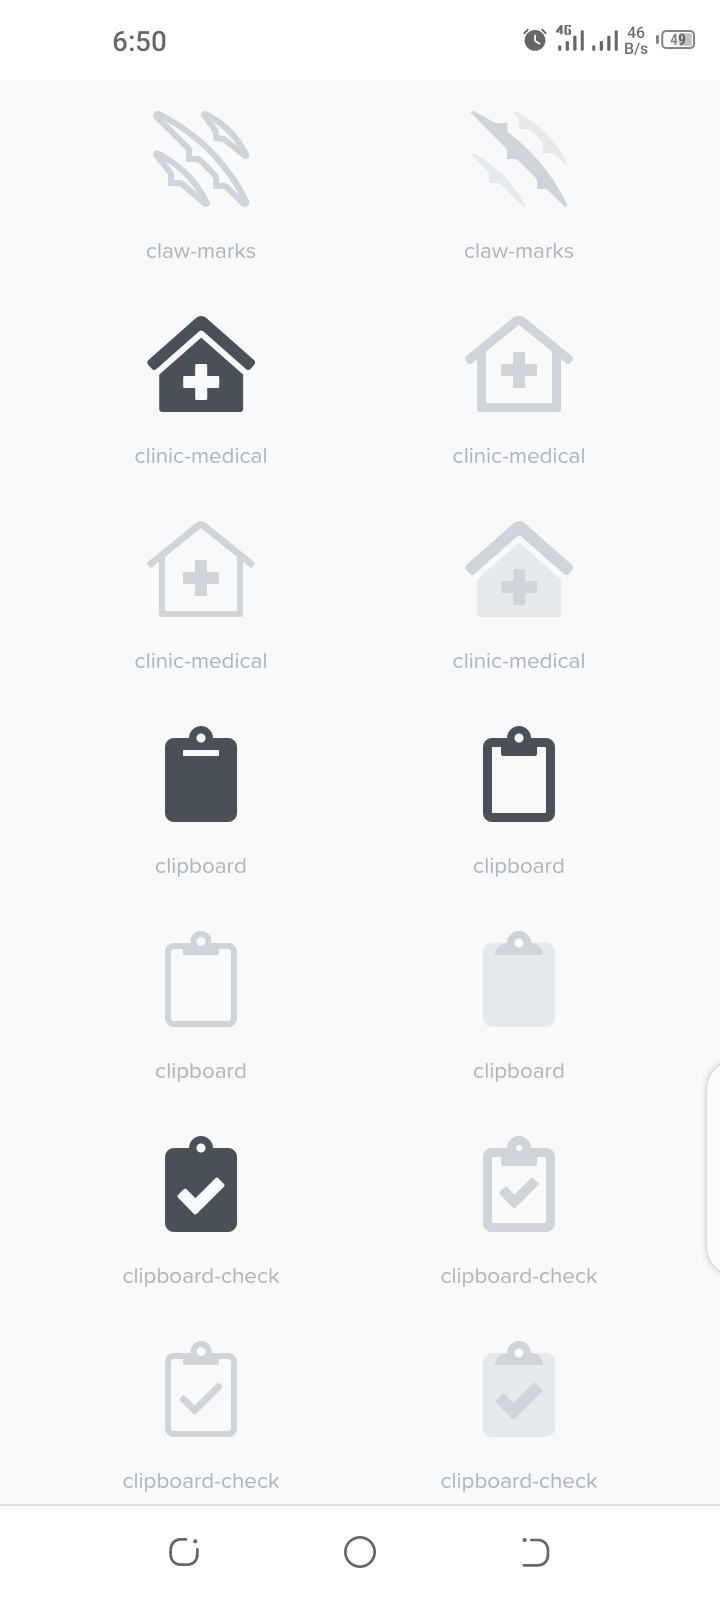 6:50
4G
46
B/s
49
claw-marks claw-marks
clinic-medical clinic-medical
clinic-medical clinic-medical
clipboard clipboard
clipboard clipboard
clipboard-check clipboard-check
clipboard-check clipboard-check